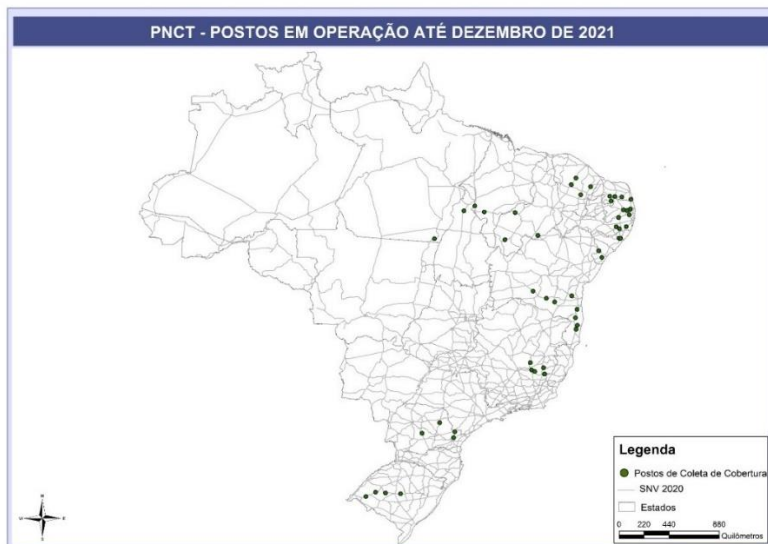 PNCT - POSTOS EM OPERAÇÃO ATÉ DEZEMBRO DE 2021
Legenda
Postos de Coleta de Cobertura
SNV 2020
Estados
0 220 440 880
Quilômetros
N
W E
S